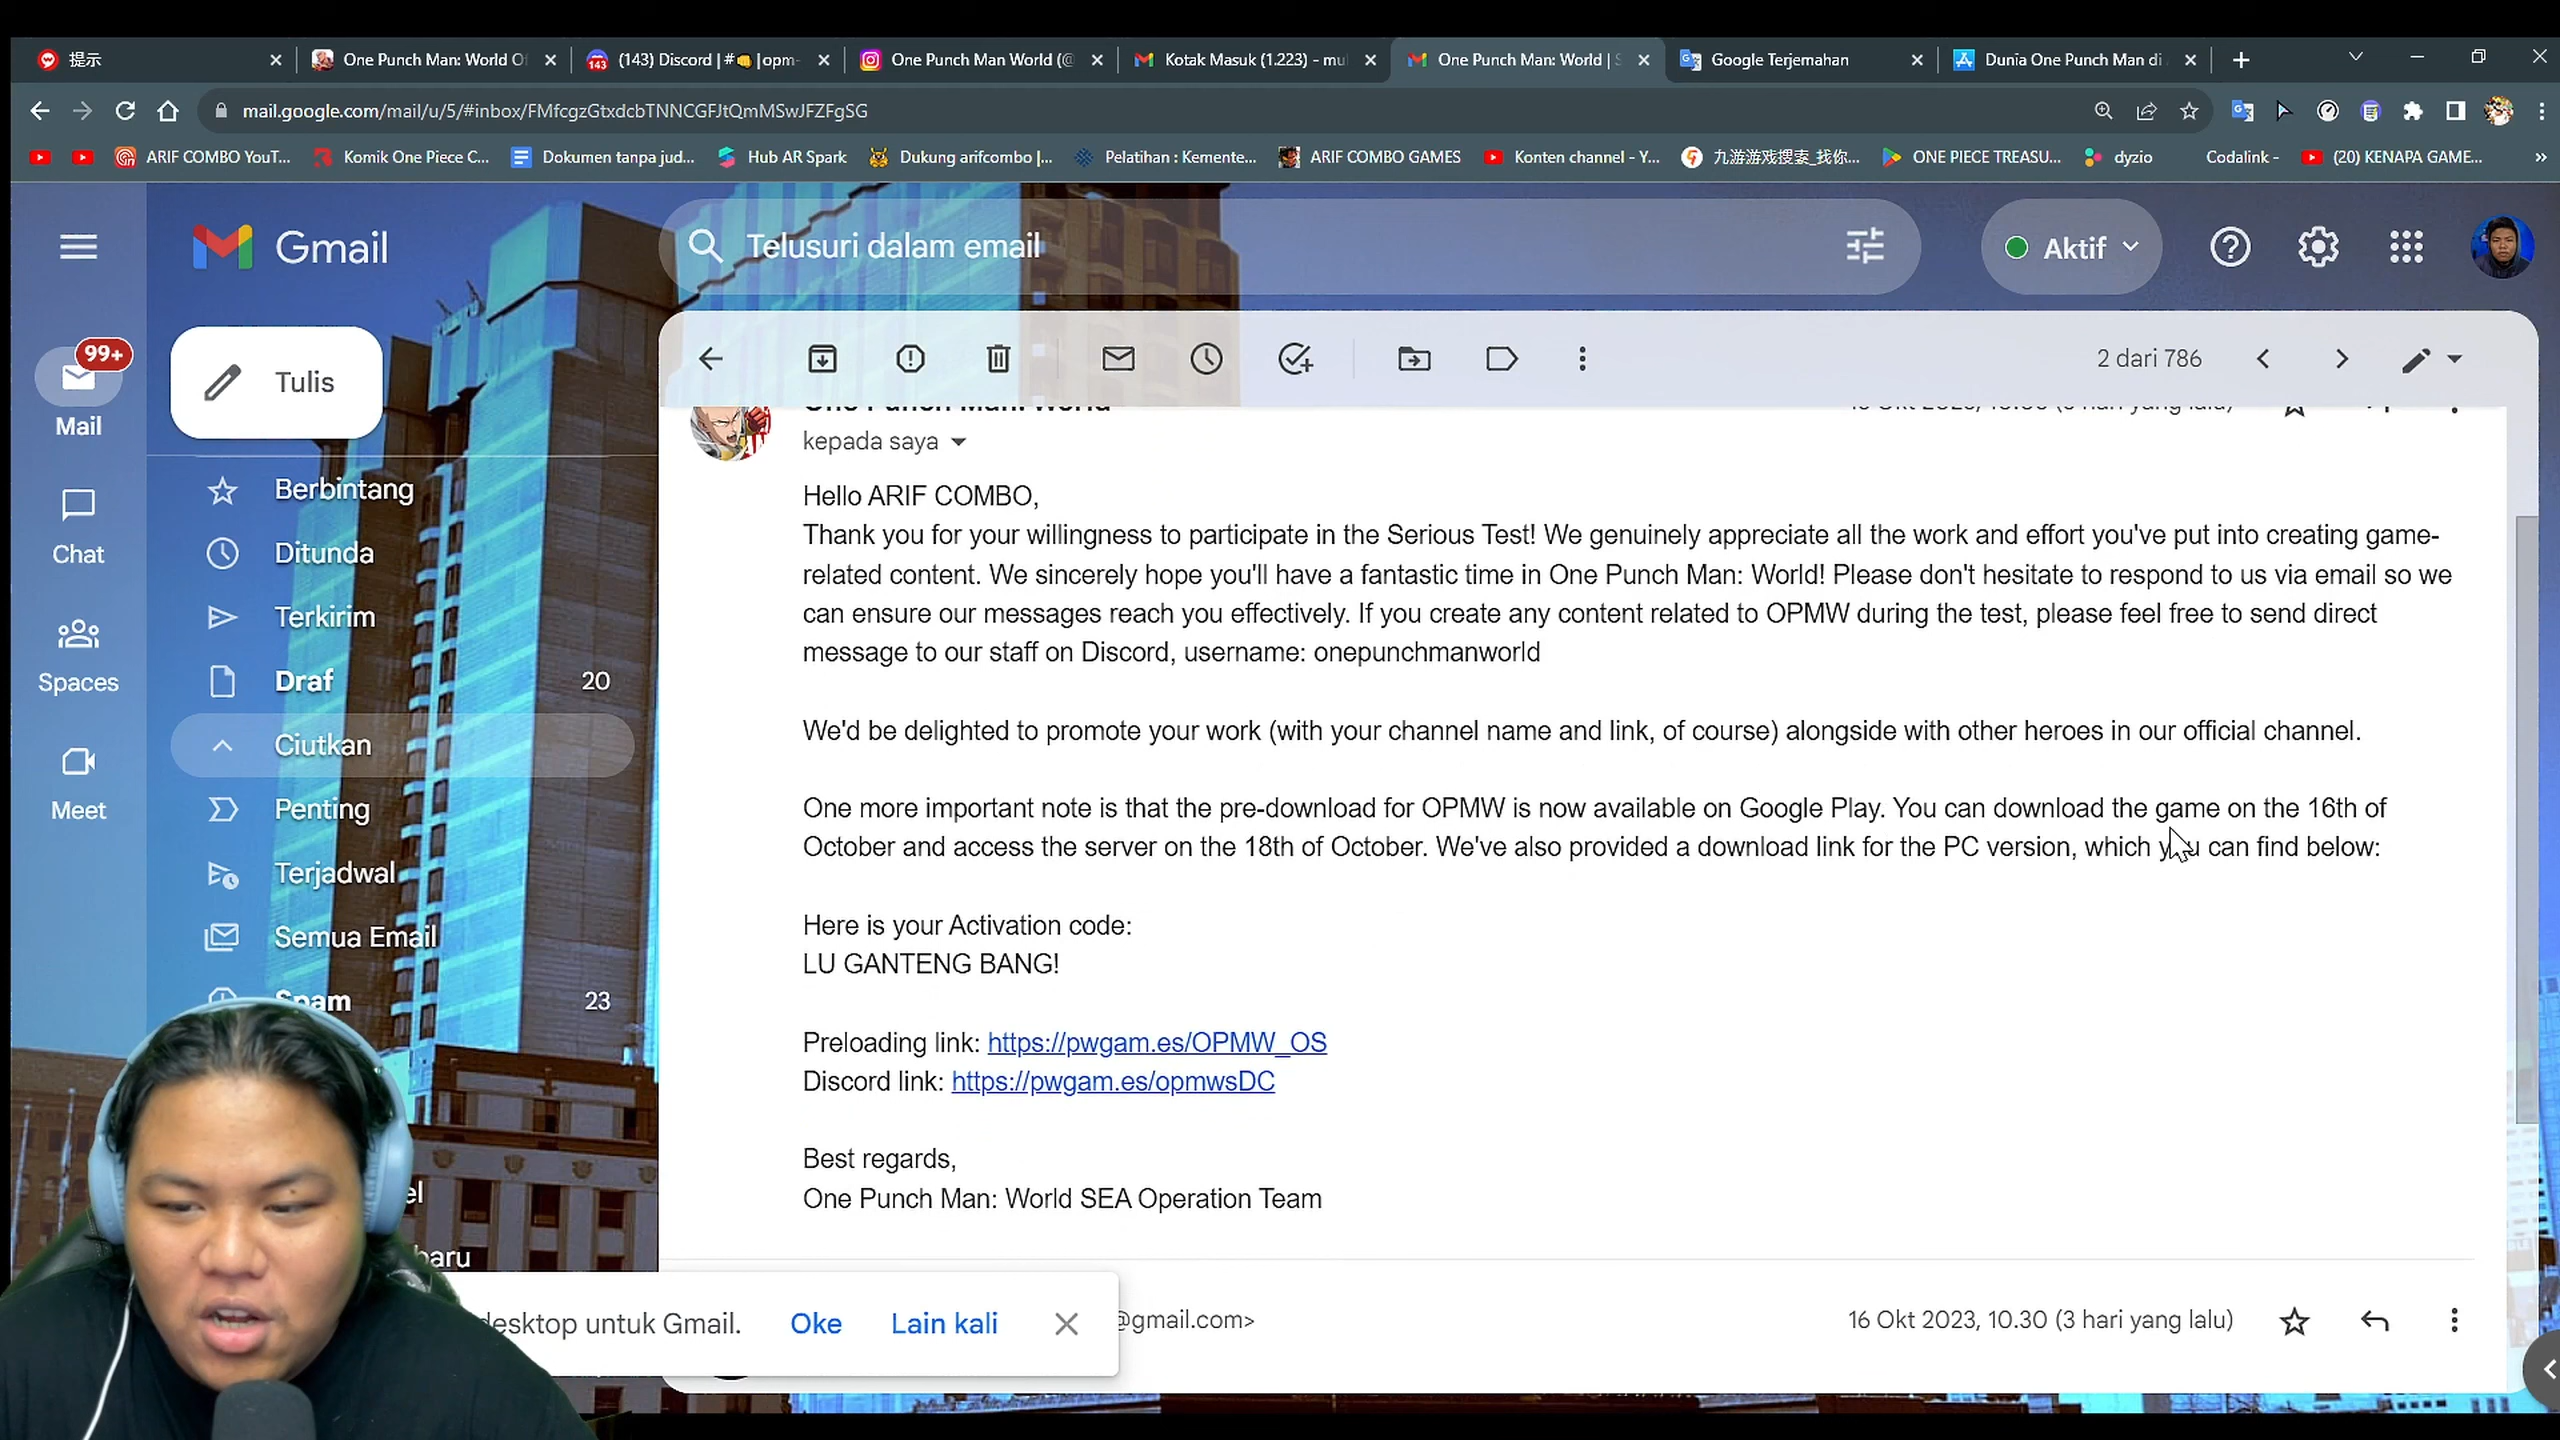 提示
One Punch Man: World Of
(143) Discord | #👊|opm-
One Punch Man World (@
Kotak Masuk (1.223) - mul
One Punch Man: World | S
Google Terjemahan
Dunia One Punch Man di
mail.google.com/mail/u/5/#inbox/FMfcgzGtxdcbTNNCGFJtQmMSwJFZFgSG
ARIF COMBO YouT...
Komik One Piece C...
Dokumen tanpa jud...
Hub AR Spark
Dukung arifcombo |...
Pelatihan : Kemente...
ARIF COMBO GAMES
Konten channel - Y...
九游游戏搜索_找你...
ONE PIECE TREASU...
dyzio
Codalink -
(20) KENAPA GAME...
Gmail
Telusuri dalam email
Aktif
99+
Mail
Chat
Spaces
Meet
Tulis
Berbintang
Ditunda
Terkirim
Draf 20
Ciutkan
Penting
Terjadwal
Semua Email
Spam 23
baru
2 dari 786
One Punch Man: World
kepada saya
Hello ARIF COMBO,
Thank you for your willingness to participate in the Serious Test! We genuinely appreciate all the work and effort you've put into creating game-
related content. We sincerely hope you'll have a fantastic time in One Punch Man: World! Please don't hesitate to respond to us via email so we
can ensure our messages reach you effectively. If you create any content related to OPMW during the test, please feel free to send direct
message to our staff on Discord, username: onepunchmanworld
We'd be delighted to promote your work (with your channel name and link, of course) alongside with other heroes in our official channel.
One more important note is that the pre-download for OPMW is now available on Google Play. You can download the game on the 16th of
October and access the server on the 18th of October. We've also provided a download link for the PC version, which you can find below:
Here is your Activation code:
LU GANTENG BANG!
Preloading link: https://pwgam.es/OPMW_OS
Discord link: https://pwgam.es/opmwsDC
Best regards,
One Punch Man: World SEA Operation Team
desktop untuk Gmail.
Oke
Lain kali
@gmail.com>
16 Okt 2023, 10.30 (3 hari yang lalu)